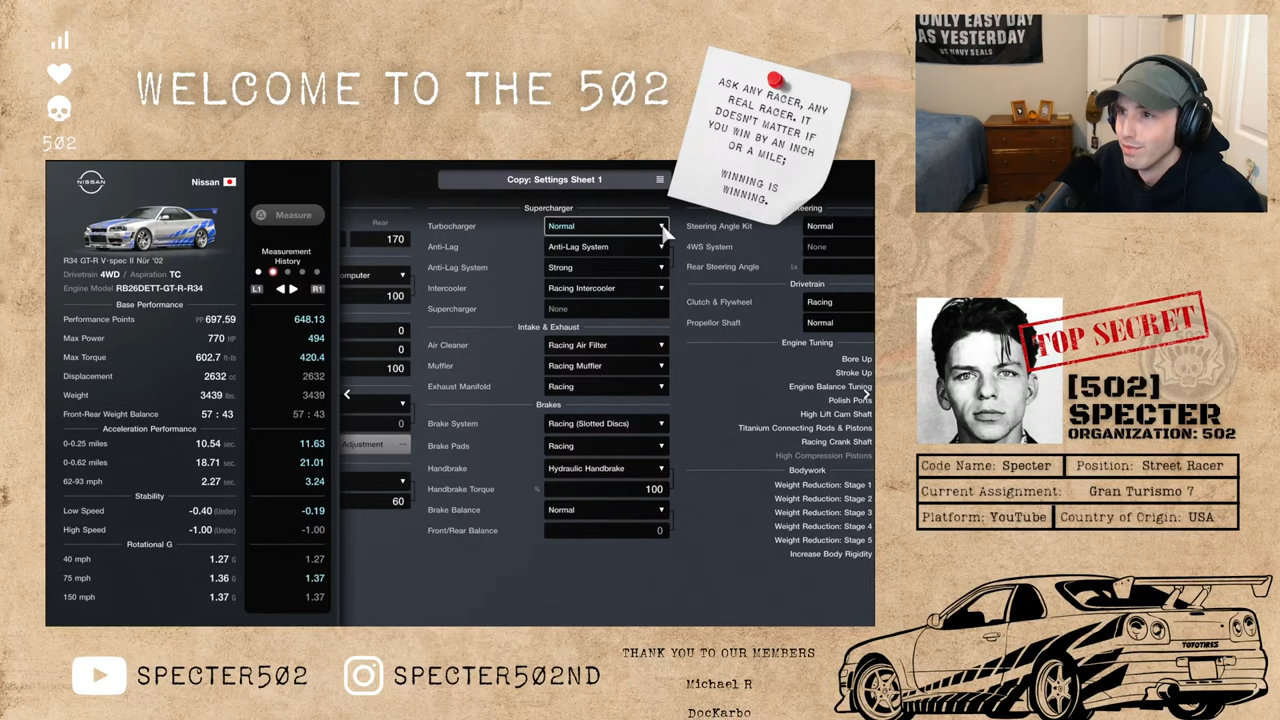 ONLY EASY DAY
AS YESTERDAY
US NAVY SEALS
WELCOME TO THE 502
502
ASK ANY RACER, ANY
REAL RACER. IT
DOESN'T MATTER IF
YOU WIN BY AN INCH
OR A MILE;
WINNING IS
WINNING.
NISSAN
Nissan
R34 GT-R V·spec II Nür '02
Drivetrain 4WD / Aspiration TC
Engine Model RB26DETT-GT-R-R34
Measure
Measurement
History
L1 R1
Base Performance
Performance Points PP 697.59 648.13
Max Power 770 HP 494
Max Torque 602.7 ft-lb 420.4
Displacement 2632 cc 2632
Weight 3439 lbs. 3439
Front-Rear Weight Balance 57 : 43 57 : 43
Acceleration Performance
0-0.25 miles 10.54 sec. 11.63
0-0.62 miles 18.71 sec. 21.01
62-93 mph 2.27 sec. 3.24
Stability
Low Speed -0.40 (Under) -0.19
High Speed -1.00 (Under) -1.00
Rotational G
40 mph 1.27 G 1.27
75 mph 1.36 G 1.37
150 mph 1.37 G 1.37
Copy: Settings Sheet 1
Rear
170
omputer
100
0
0
100
0
Adjustment
60
Supercharger
Turbocharger Normal
Anti-Lag Anti-Lag System
Anti-Lag System Strong
Intercooler Racing Intercooler
Supercharger None
Intake & Exhaust
Air Cleaner Racing Air Filter
Muffler Racing Muffler
Exhaust Manifold Racing
Brakes
Brake System Racing (Slotted Discs)
Brake Pads Racing
Handbrake Hydraulic Handbrake
Handbrake Torque % 100
Brake Balance Normal
Front/Rear Balance 0
teering
Steering Angle Kit Normal
4WS System None
Rear Steering Angle Lv.
Drivetrain
Clutch & Flywheel Racing
Propellor Shaft Normal
Engine Tuning
Bore Up
Stroke Up
Engine Balance Tuning
Polish Ports
High Lift Cam Shaft
Titanium Connecting Rods & Pistons
Racing Crank Shaft
High Compression Pistons
Bodywork
Weight Reduction: Stage 1
Weight Reduction: Stage 2
Weight Reduction: Stage 3
Weight Reduction: Stage 4
Weight Reduction: Stage 5
Increase Body Rigidity
TOP SECRET
[502]
SPECTER
ORGANIZATION: 502
Code Name: Specter Position: Street Racer
Current Assignment: Gran Turismo 7
Platform: YouTube Country of Origin: USA
TOYOTIRES
SPECTER502
SPECTER502ND
THANK YOU TO OUR MEMBERS
Michael R
DocKarbo